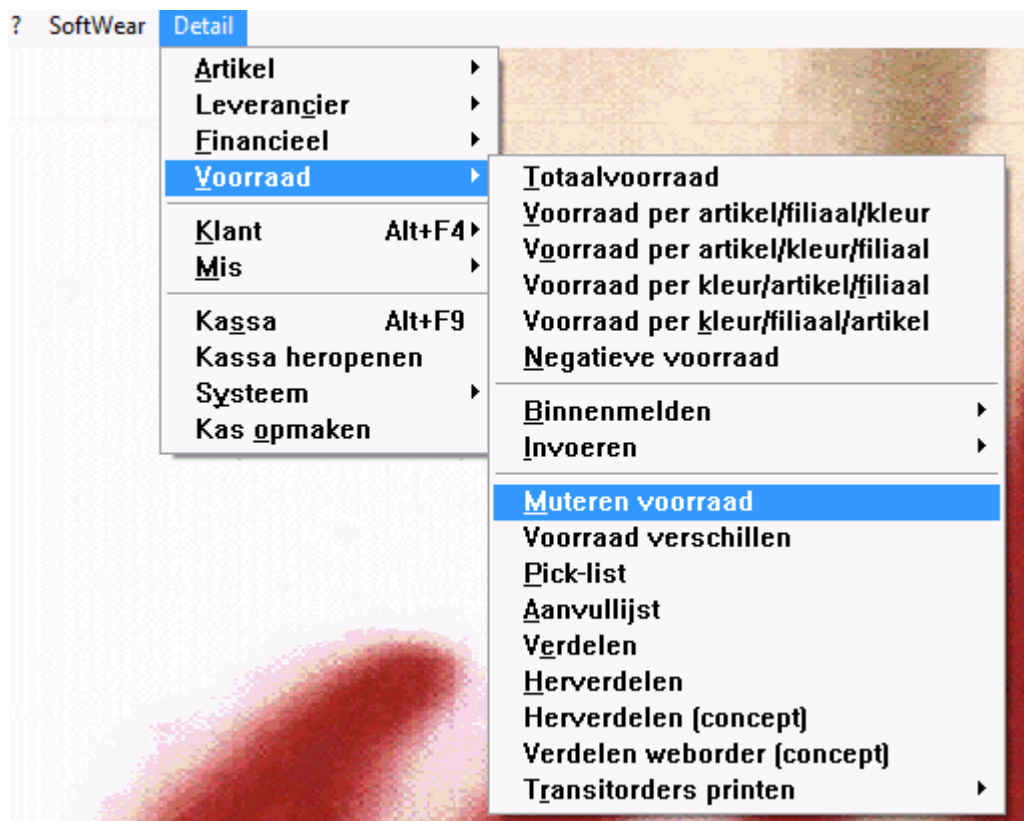 ? SoftWear Detail
Artikel
Leverancier
Financieel
Voorraad
Klant Alt+F4
Mis
Kassa Alt+F9
Kassa heropenen
Systeem
Kas opmaken
Totaalvoorraad
Voorraad per artikel/filiaal/kleur
Voorraad per artikel/kleur/filiaal
Voorraad per kleur/artikel/filiaal
Voorraad per kleur/filiaal/artikel
Negatieve voorraad
Binnenmelden
Invoeren
Muteren voorraad
Voorraad verschillen
Pick-list
Aanvullijst
Verdelen
Herverdelen
Herverdelen (concept)
Verdelen weborder (concept)
Transitorders printen